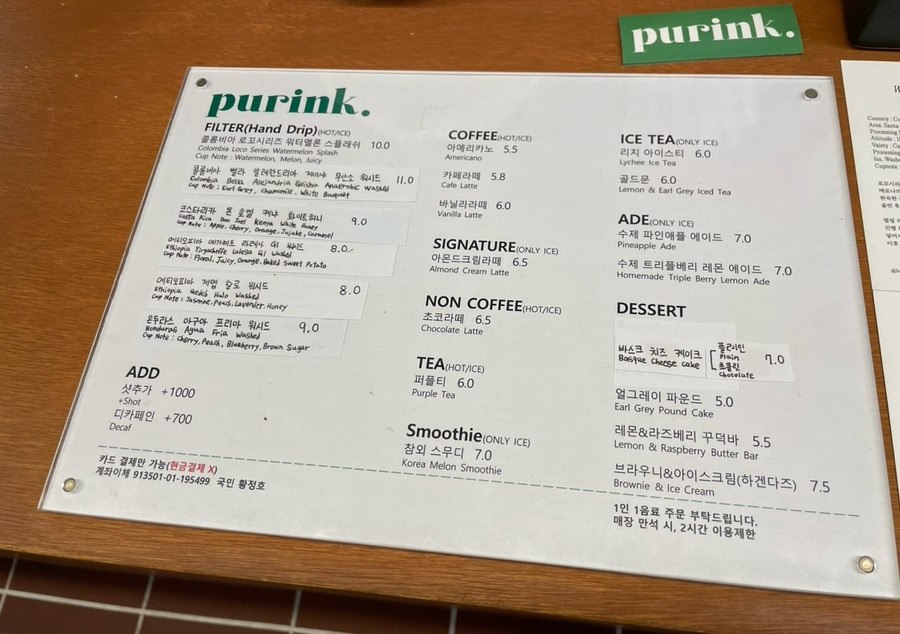 purink.
purink.
FILTER(Hand Drip)(HOT/ICE)
콜롬비아 로꼬시리즈 워터멜론 스플래쉬 10.0
Colombia Loco Series Watermelon Splash
Cup Note : Watermelon, Melon, Juicy
콜롬비아 벨라 알레한드리아 게이샤 무산소 워시드 11.0
Colombia Bella Alejandria Geisha Anaerobic Washed
Cup Note : Earl Grey, Chamomile, White Bouquet
코스타리카 돈 호엘 케냐 화이트허니 9.0
Costa Rica Don Joel Kenya White Honey
Cup Note : Apple, Cherry, Orange, Jujube, Caramel
에티오피아 예가체프 라레사 G1 워시드 8.0
Ethiopia Yirgacheffe Lalesa G1 Washed
Cup Note : Floral, Juicy, Orange, Baked Sweet Potato
에티오피아 게뎁 할로 워시드 8.0
Ethiopia Gedeb Halo Washed
Cup Note : Jasmine, Peach, Lavender, Honey
온두라스 아구아 프리아 워시드 9.0
Honduras Agua Fria Washed
Cup Note : Cherry, Peach, Blueberry, Brown Sugar
ADD
샷추가 +1000
+Shot
디카페인 +700
Decaf
카드 결제만 가능(현금결제 X)
계좌이체 913501-01-195499 국민 황정호
COFFEE(HOT/ICE)
아메리카노 5.5
Americano
카페라떼 5.8
Cafe Latte
바닐라라떼 6.0
Vanilla Latte
SIGNATURE(ONLY ICE)
아몬드크림라떼 6.5
Almond Cream Latte
NON COFFEE(HOT/ICE)
초코라떼 6.5
Chocolate Latte
TEA(HOT/ICE)
퍼플티 6.0
Purple Tea
Smoothie(ONLY ICE)
참외 스무디 7.0
Korea Melon Smoothie
ICE TEA(ONLY ICE)
리치 아이스티 6.0
Lychee Ice Tea
골드문 6.0
Lemon & Earl Grey Iced Tea
ADE(ONLY ICE)
수제 파인애플 에이드 7.0
Pineapple Ade
수제 트리플베리 레몬 에이드 7.0
Homemade Triple Berry Lemon Ade
DESSERT
바스크 치즈 케이크
Basque Cheese cake
플레인
Plain
초콜릿
Chocolate
7.0
얼그레이 파운드 5.0
Earl Grey Pound Cake
레몬&라즈베리 꾸덕바 5.5
Lemon & Raspberry Butter Bar
브라우니&아이스크림(하겐다즈) 7.5
Brownie & Ice Cream
1인 1음료 주문 부탁드립니다.
매장 만석 시, 2시간 이용제한